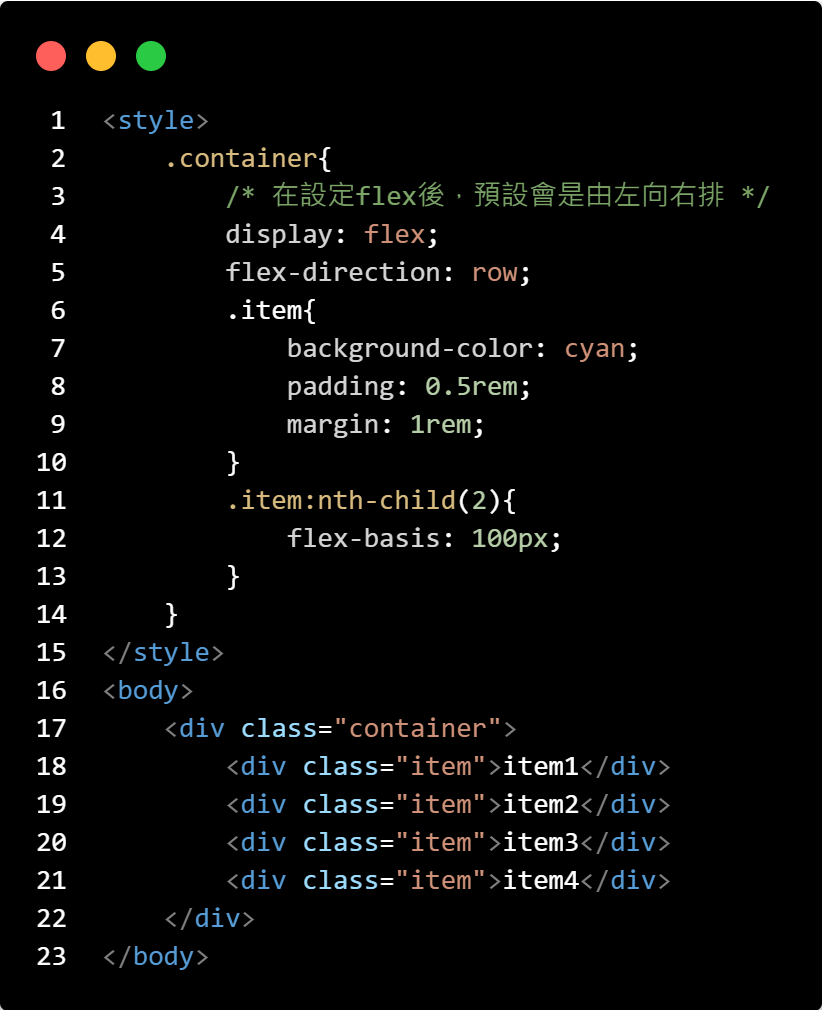 1 <style>
2     .container{
3         /* 在設定flex後，預設會是由左向右排 */
4         display: flex;
5         flex-direction: row;
6         .item{
7             background-color: cyan;
8             padding: 0.5rem;
9             margin: 1rem;
10         }
11         .item:nth-child(2){
12             flex-basis: 100px;
13         }
14     }
15 </style>
16 <body>
17     <div class="container">
18         <div class="item">item1</div>
19         <div class="item">item2</div>
20         <div class="item">item3</div>
21         <div class="item">item4</div>
22     </div>
23 </body>